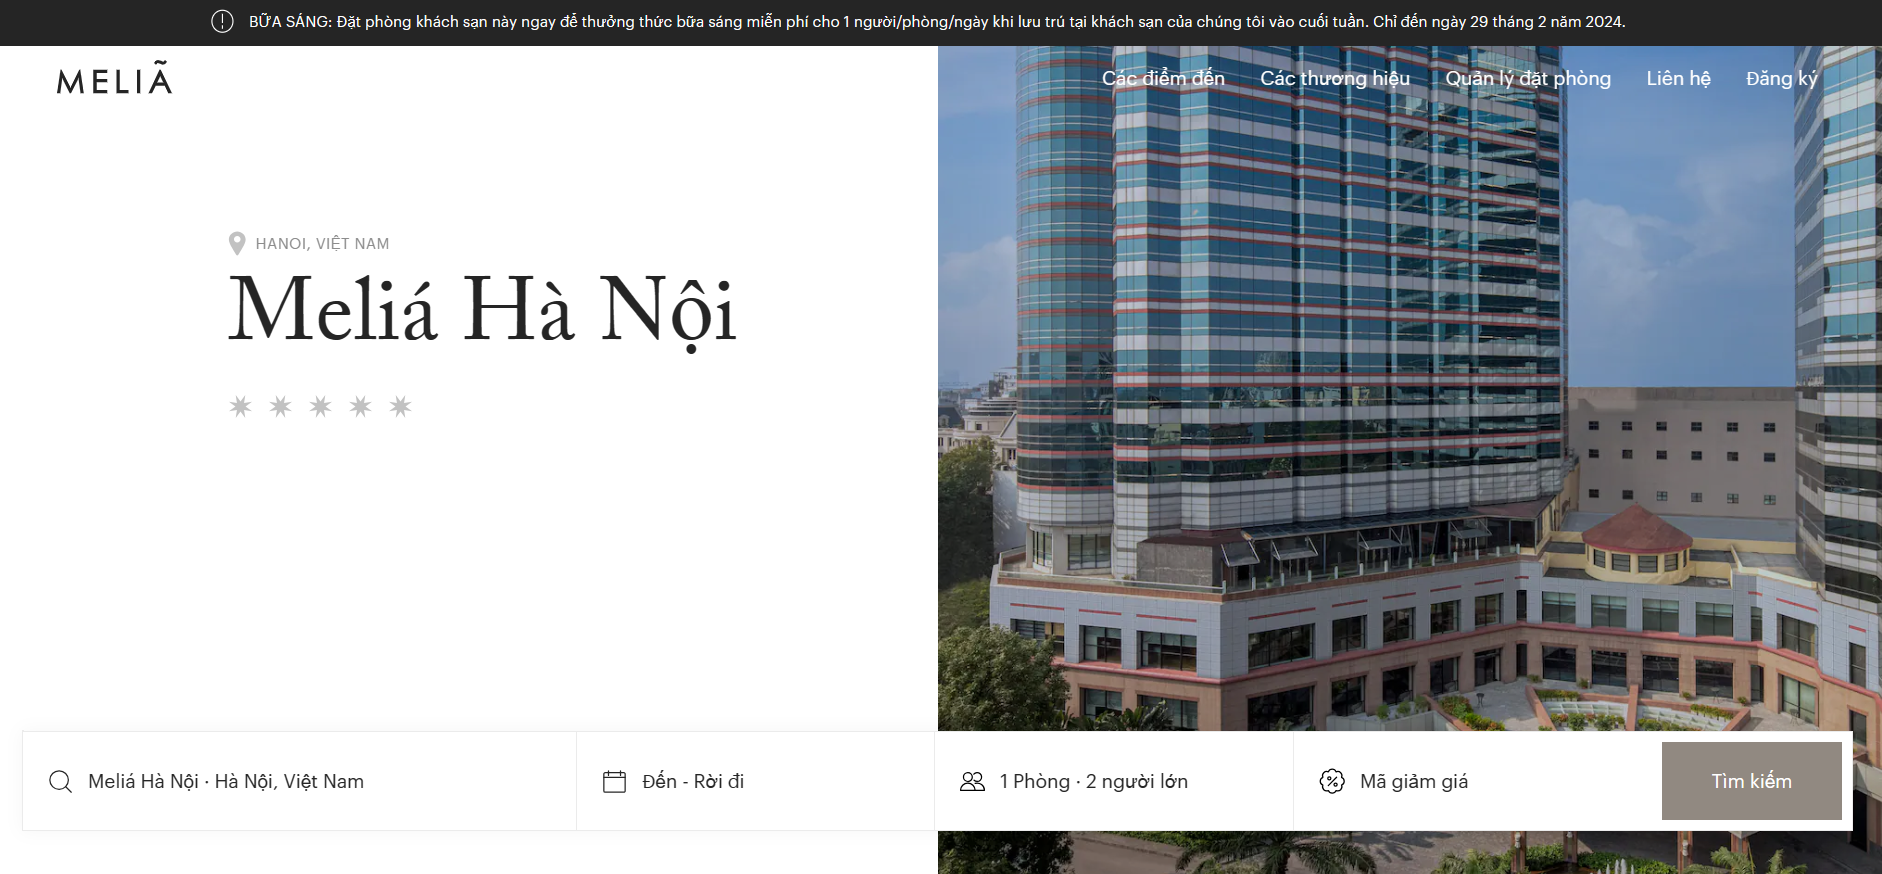 BỮA SÁNG: Đặt phòng khách sạn này ngay để thưởng thức bữa sáng miễn phí cho 1 người/phòng/ngày khi lưu trú tại khách sạn của chúng tôi vào cuối tuần. Chỉ đến ngày 29 tháng 2 năm 2024.
MELIÃ
Các điểm đến
Các thương hiệu
Quản lý đặt phòng
Liên hệ
Đăng ký
HANOI, VIỆT NAM
Meliá Hà Nội
Meliá Hà Nội · Hà Nội, Việt Nam
Đến - Rời đi
1 Phòng · 2 người lớn
Mã giảm giá
Tìm kiếm